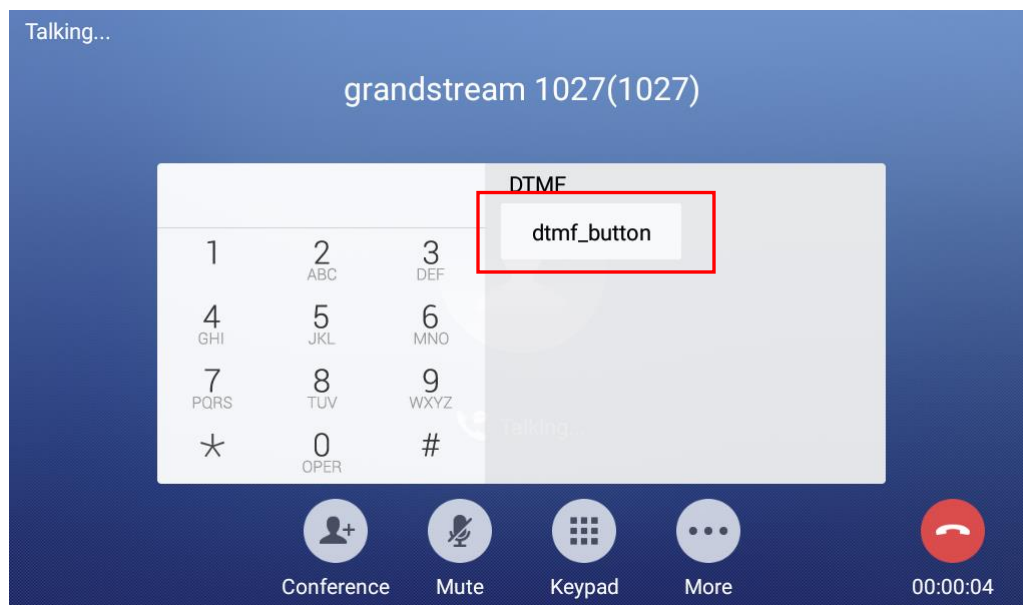 Talking...
grandstream 1027(1027)
DTMF
dtmf_button
1
2
ABC
3
DEF
4
GHI
5
JKL
6
MNO
7
PQRS
8
TUV
9
WXYZ
*
0
OPER
#
Talking...
Conference
Mute
Keypad
More
00:00:04